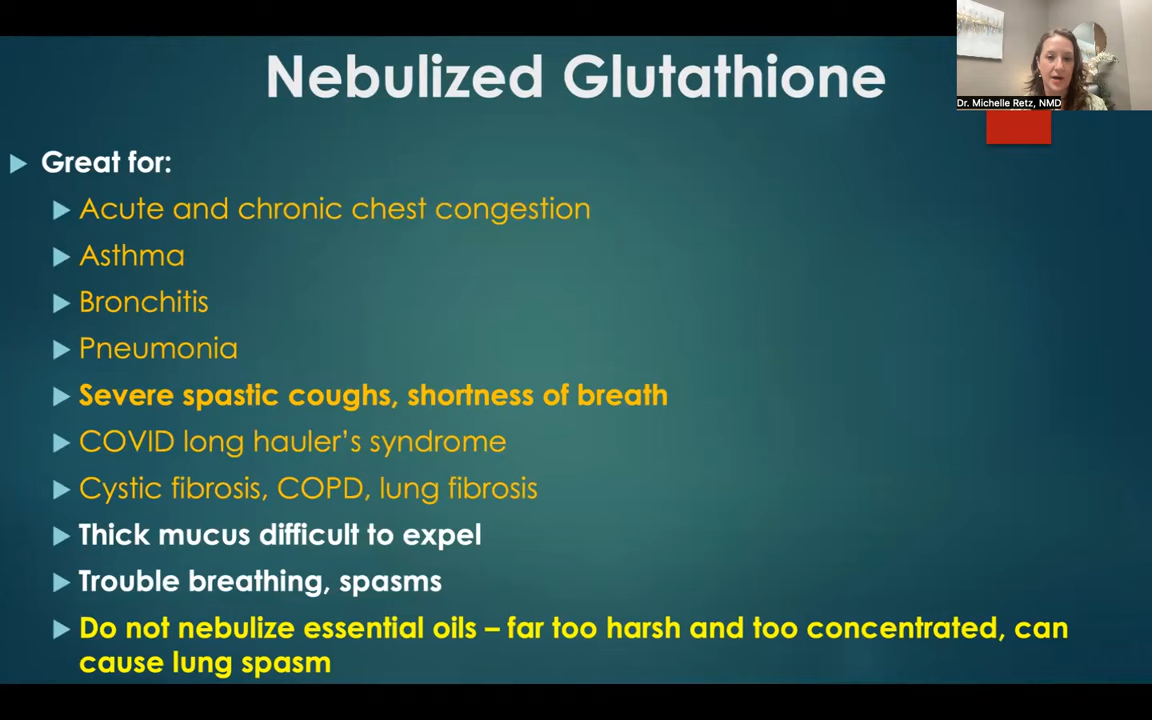 Nebulized Glutathione
Dr. Michelle Retz, NMD
Great for:
Acute and chronic chest congestion
Asthma
Bronchitis
Pneumonia
Severe spastic coughs, shortness of breath
COVID long hauler's syndrome
Cystic fibrosis, COPD, lung fibrosis
Thick mucus difficult to expel
Trouble breathing, spasms
Do not nebulize essential oils – far too harsh and too concentrated, can
cause lung spasm